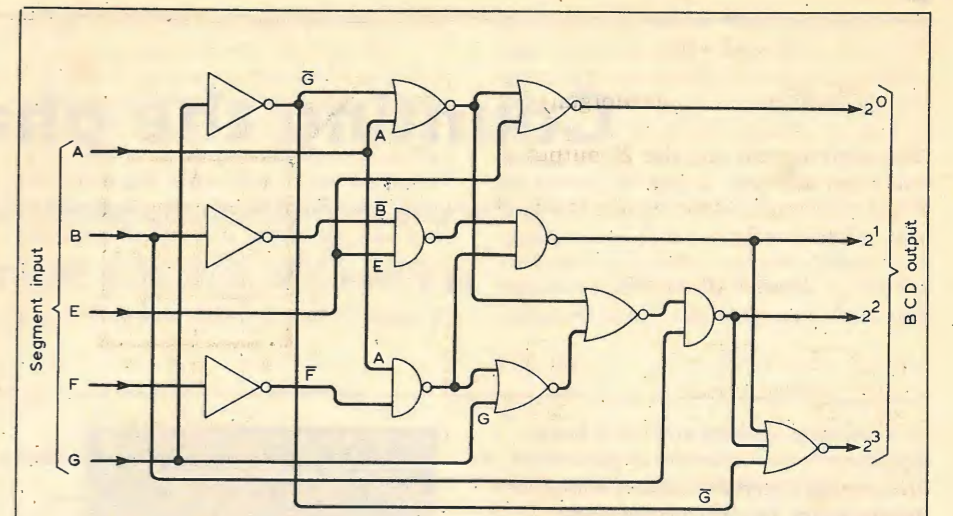 G̅
2⁰
A
A
B
B̅
2¹
E
E
A
2²
F
F̅
G
G
2³
G̅
Segment input
BCD output